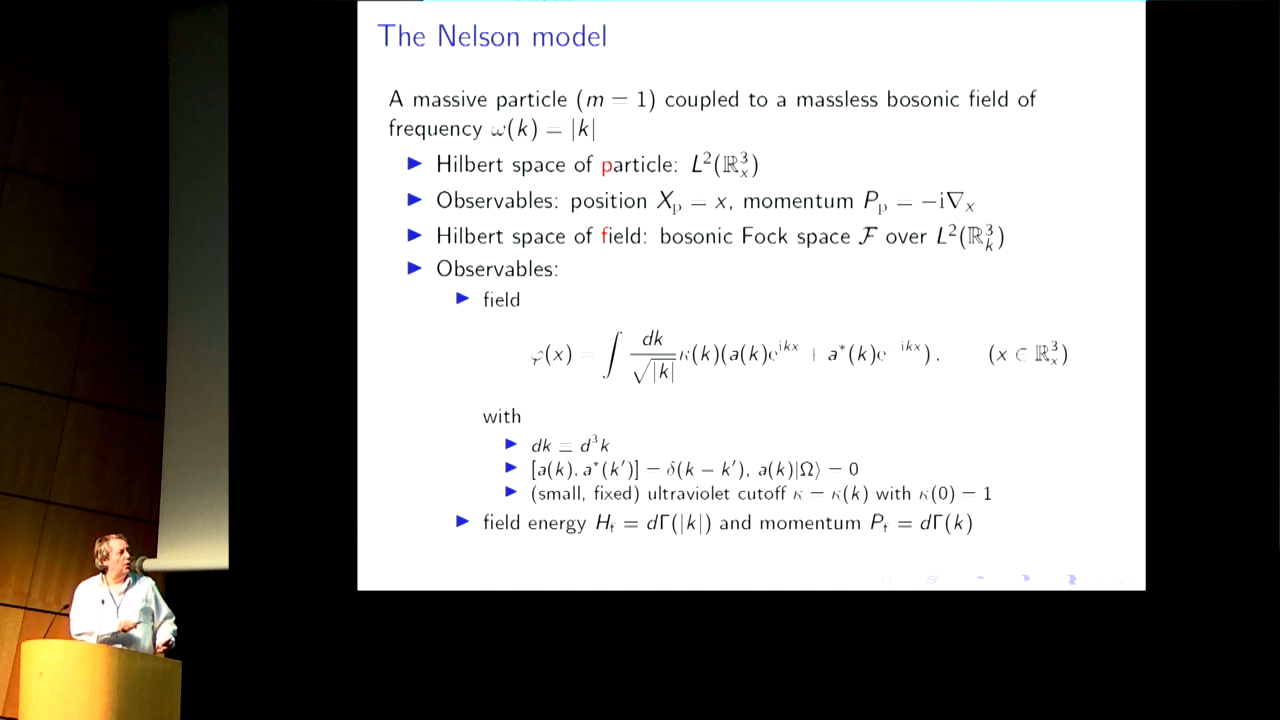 The Nelson model
A massive particle (m = 1) coupled to a massless bosonic field of
frequency ω(k) = |k|
▶ Hilbert space of particle: L²(ℝ³ₓ)
▶ Observables: position Xₚ = x, momentum Pₚ = −i∇ₓ
▶ Hilbert space of field: bosonic Fock space ℱ over L²(ℝ³ₖ)
▶ Observables:
▶ field
φ(x) = ∫ dk/√|k| κ(k)(a(k)e^{ikx} + a*(k)e^{−ikx}), (x ∈ ℝ³ₓ)
with
▶ dk ≡ d³k
▶ [a(k), a*(k′)] = δ(k − k′), a(k)|Ω⟩ = 0
▶ (small, fixed) ultraviolet cutoff κ = κ(k) with κ(0) = 1
▶ field energy H_f = dΓ(|k|) and momentum P_f = dΓ(k)